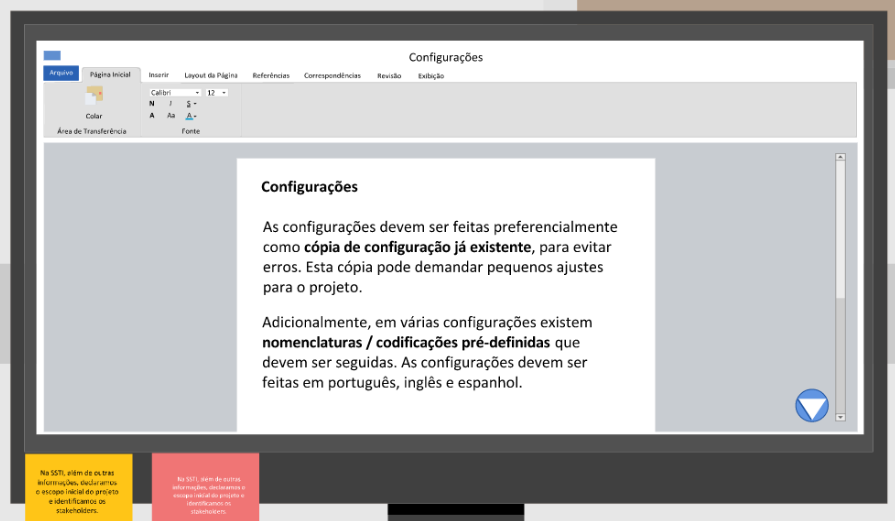 Configurações
Arquivo Página Inicial Inserir Layout da Página Referências Correspondências Revisão Exibição
Calibri 12
N I S
Colar A Aa A
Área de Transferência Fonte
Configurações
As configurações devem ser feitas preferencialmente
como cópia de configuração já existente, para evitar
erros. Esta cópia pode demandar pequenos ajustes
para o projeto.
Adicionalmente, em várias configurações existem
nomenclaturas / codificações pré-definidas que
devem ser seguidas. As configurações devem ser
feitas em português, inglês e espanhol.
Na SSTI, além de outras
informações, declaramos
o escopo inicial do projeto
e identificamos os
stakeholders.
Na SSTI, além de outras
informações, declaramos o
escopo inicial do projeto e
identificamos os
stakeholders.